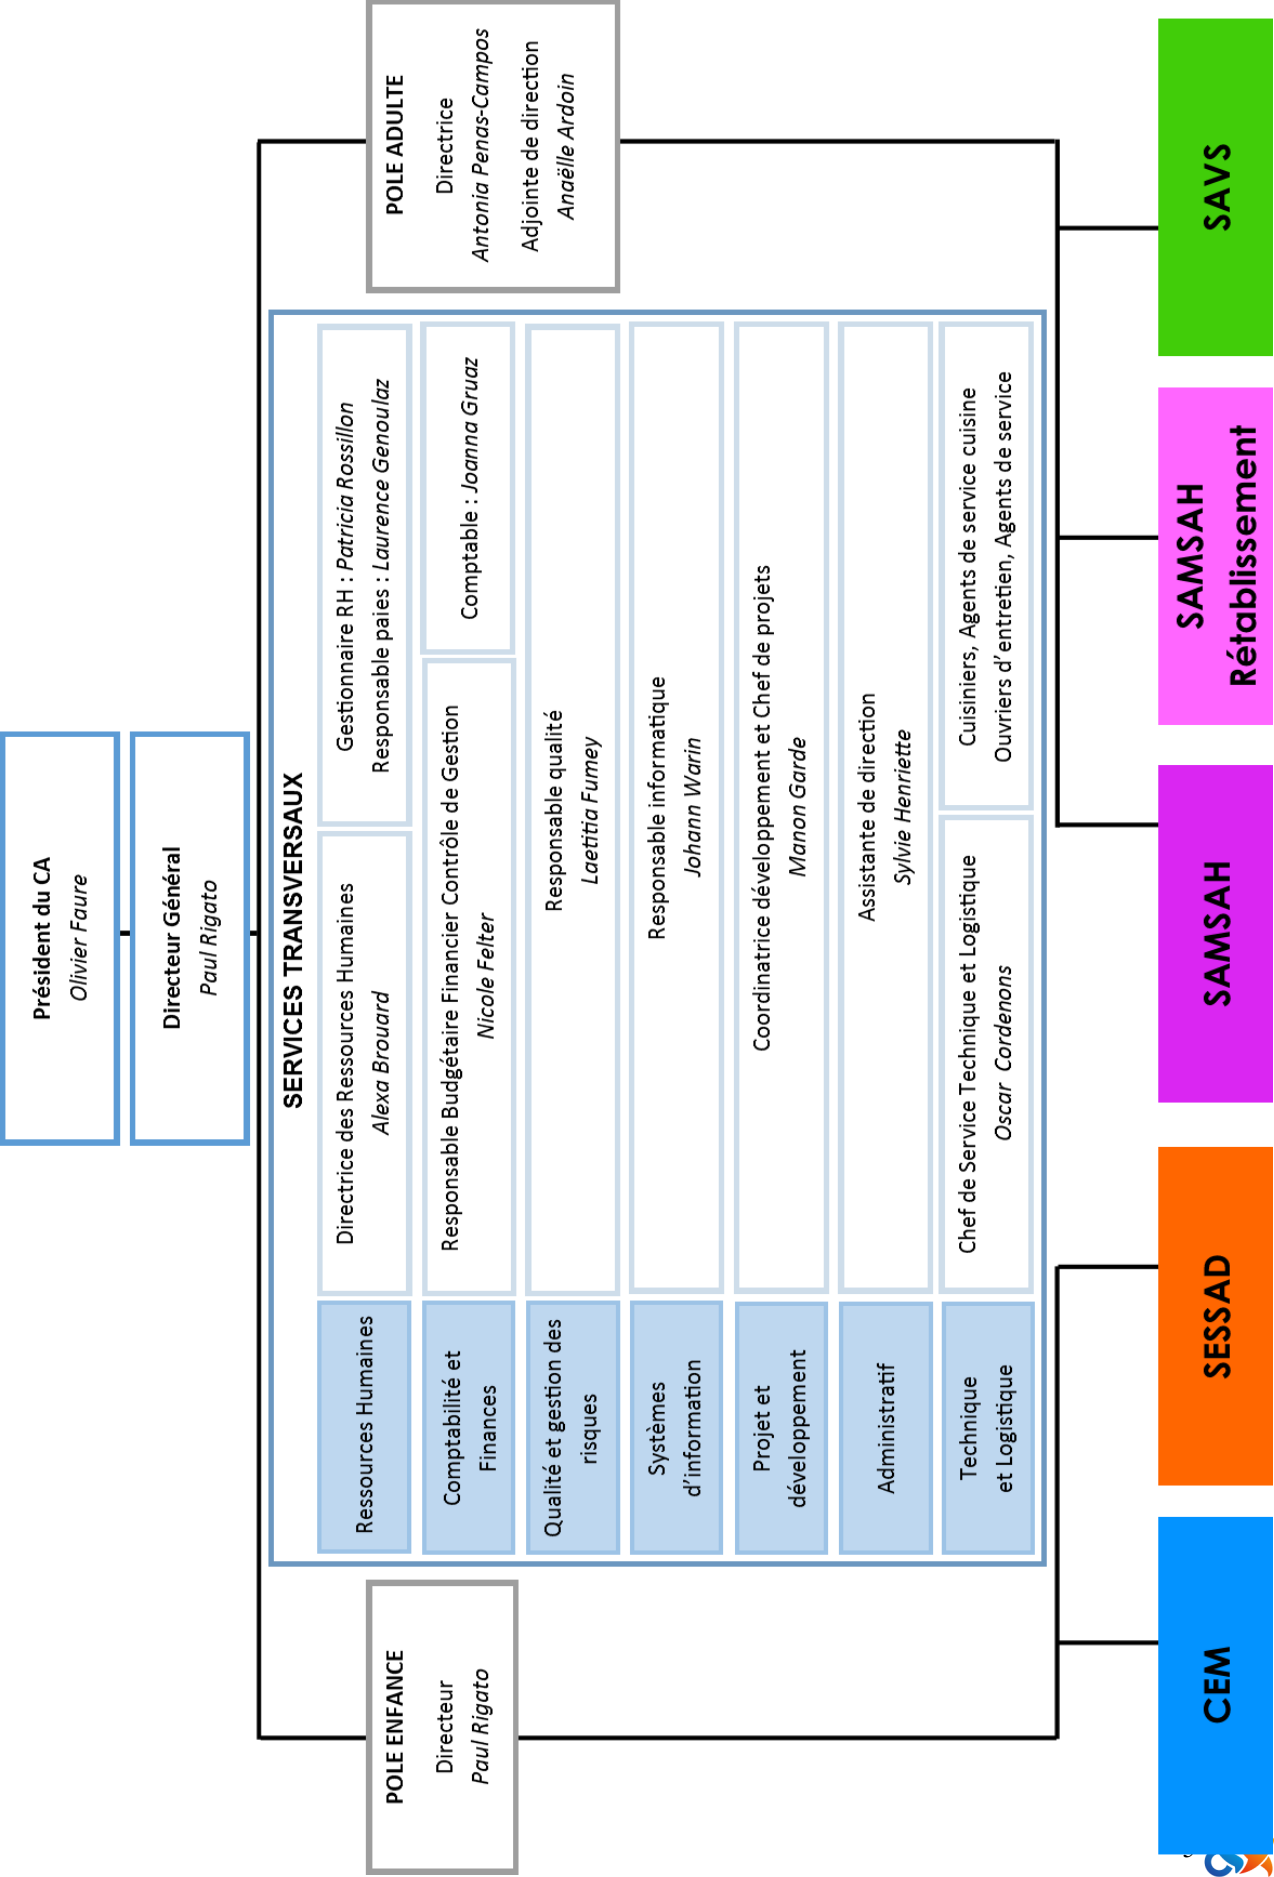 Président du CA
Olivier Faure
Directeur Général
Paul Rigato
POLE ENFANCE
Directeur
Paul Rigato
SERVICES TRANSVERSAUX
Ressources Humaines
Directrice des Ressources Humaines
Alexa Brouard
Gestionnaire RH : Patricia Rossillon
Responsable paies : Laurence Genoulaz
Comptabilité et
Finances
Responsable Budgétaire Financier Contrôle de Gestion
Nicole Felter
Comptable : Joanna Gruaz
Qualité et gestion des
risques
Responsable qualité
Laetitia Fumey
Systèmes
d'information
Responsable informatique
Johann Warin
Projet et
développement
Coordinatrice développement et Chef de projets
Manon Garde
Administratif
Assistante de direction
Sylvie Henriette
Technique
et Logistique
Chef de Service Technique et Logistique
Oscar Cordenons
Cuisiniers, Agents de service cuisine
Ouvriers d'entretien, Agents de service
POLE ADULTE
Directrice
Antonia Penas-Campos
Adjointe de direction
Anaëlle Ardoin
CEM
SESSAD
SAMSAH
SAMSAH
Rétablissement
SAVS